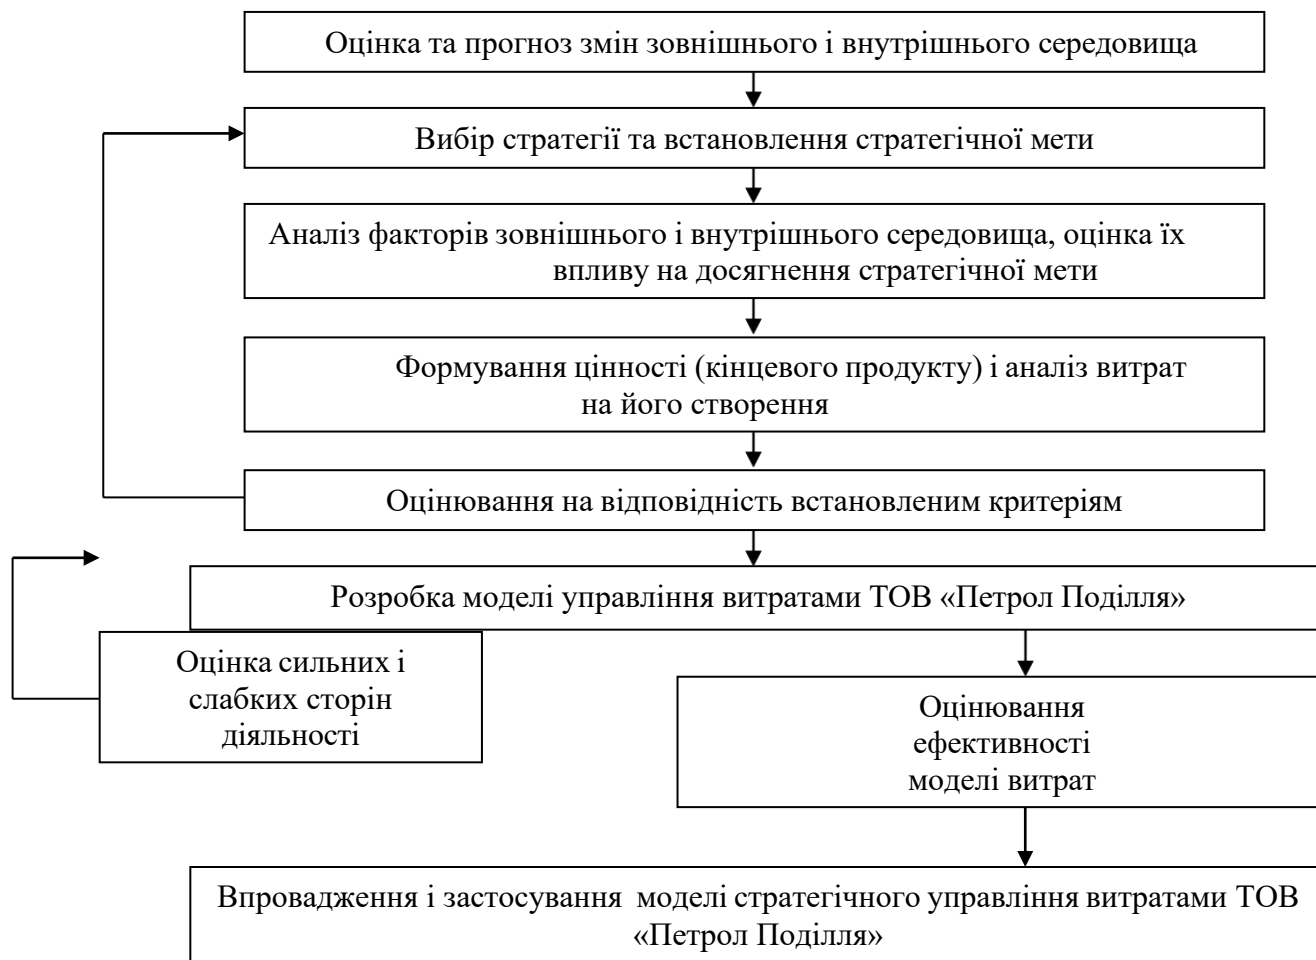 Оцінка та прогноз змін зовнішнього і внутрішнього середовища
Вибір стратегії та встановлення стратегічної мети
Аналіз факторів зовнішнього і внутрішнього середовища, оцінка їх
впливу на досягнення стратегічної мети
Формування цінності (кінцевого продукту) і аналіз витрат
на його створення
Оцінювання на відповідність встановленим критеріям
Розробка моделі управління витратами ТОВ «Петрол Поділля»
Оцінка сильних і
слабких сторін
діяльності
Оцінювання
ефективності
моделі витрат
Впровадження і застосування моделі стратегічного управління витратами ТОВ
«Петрол Поділля»